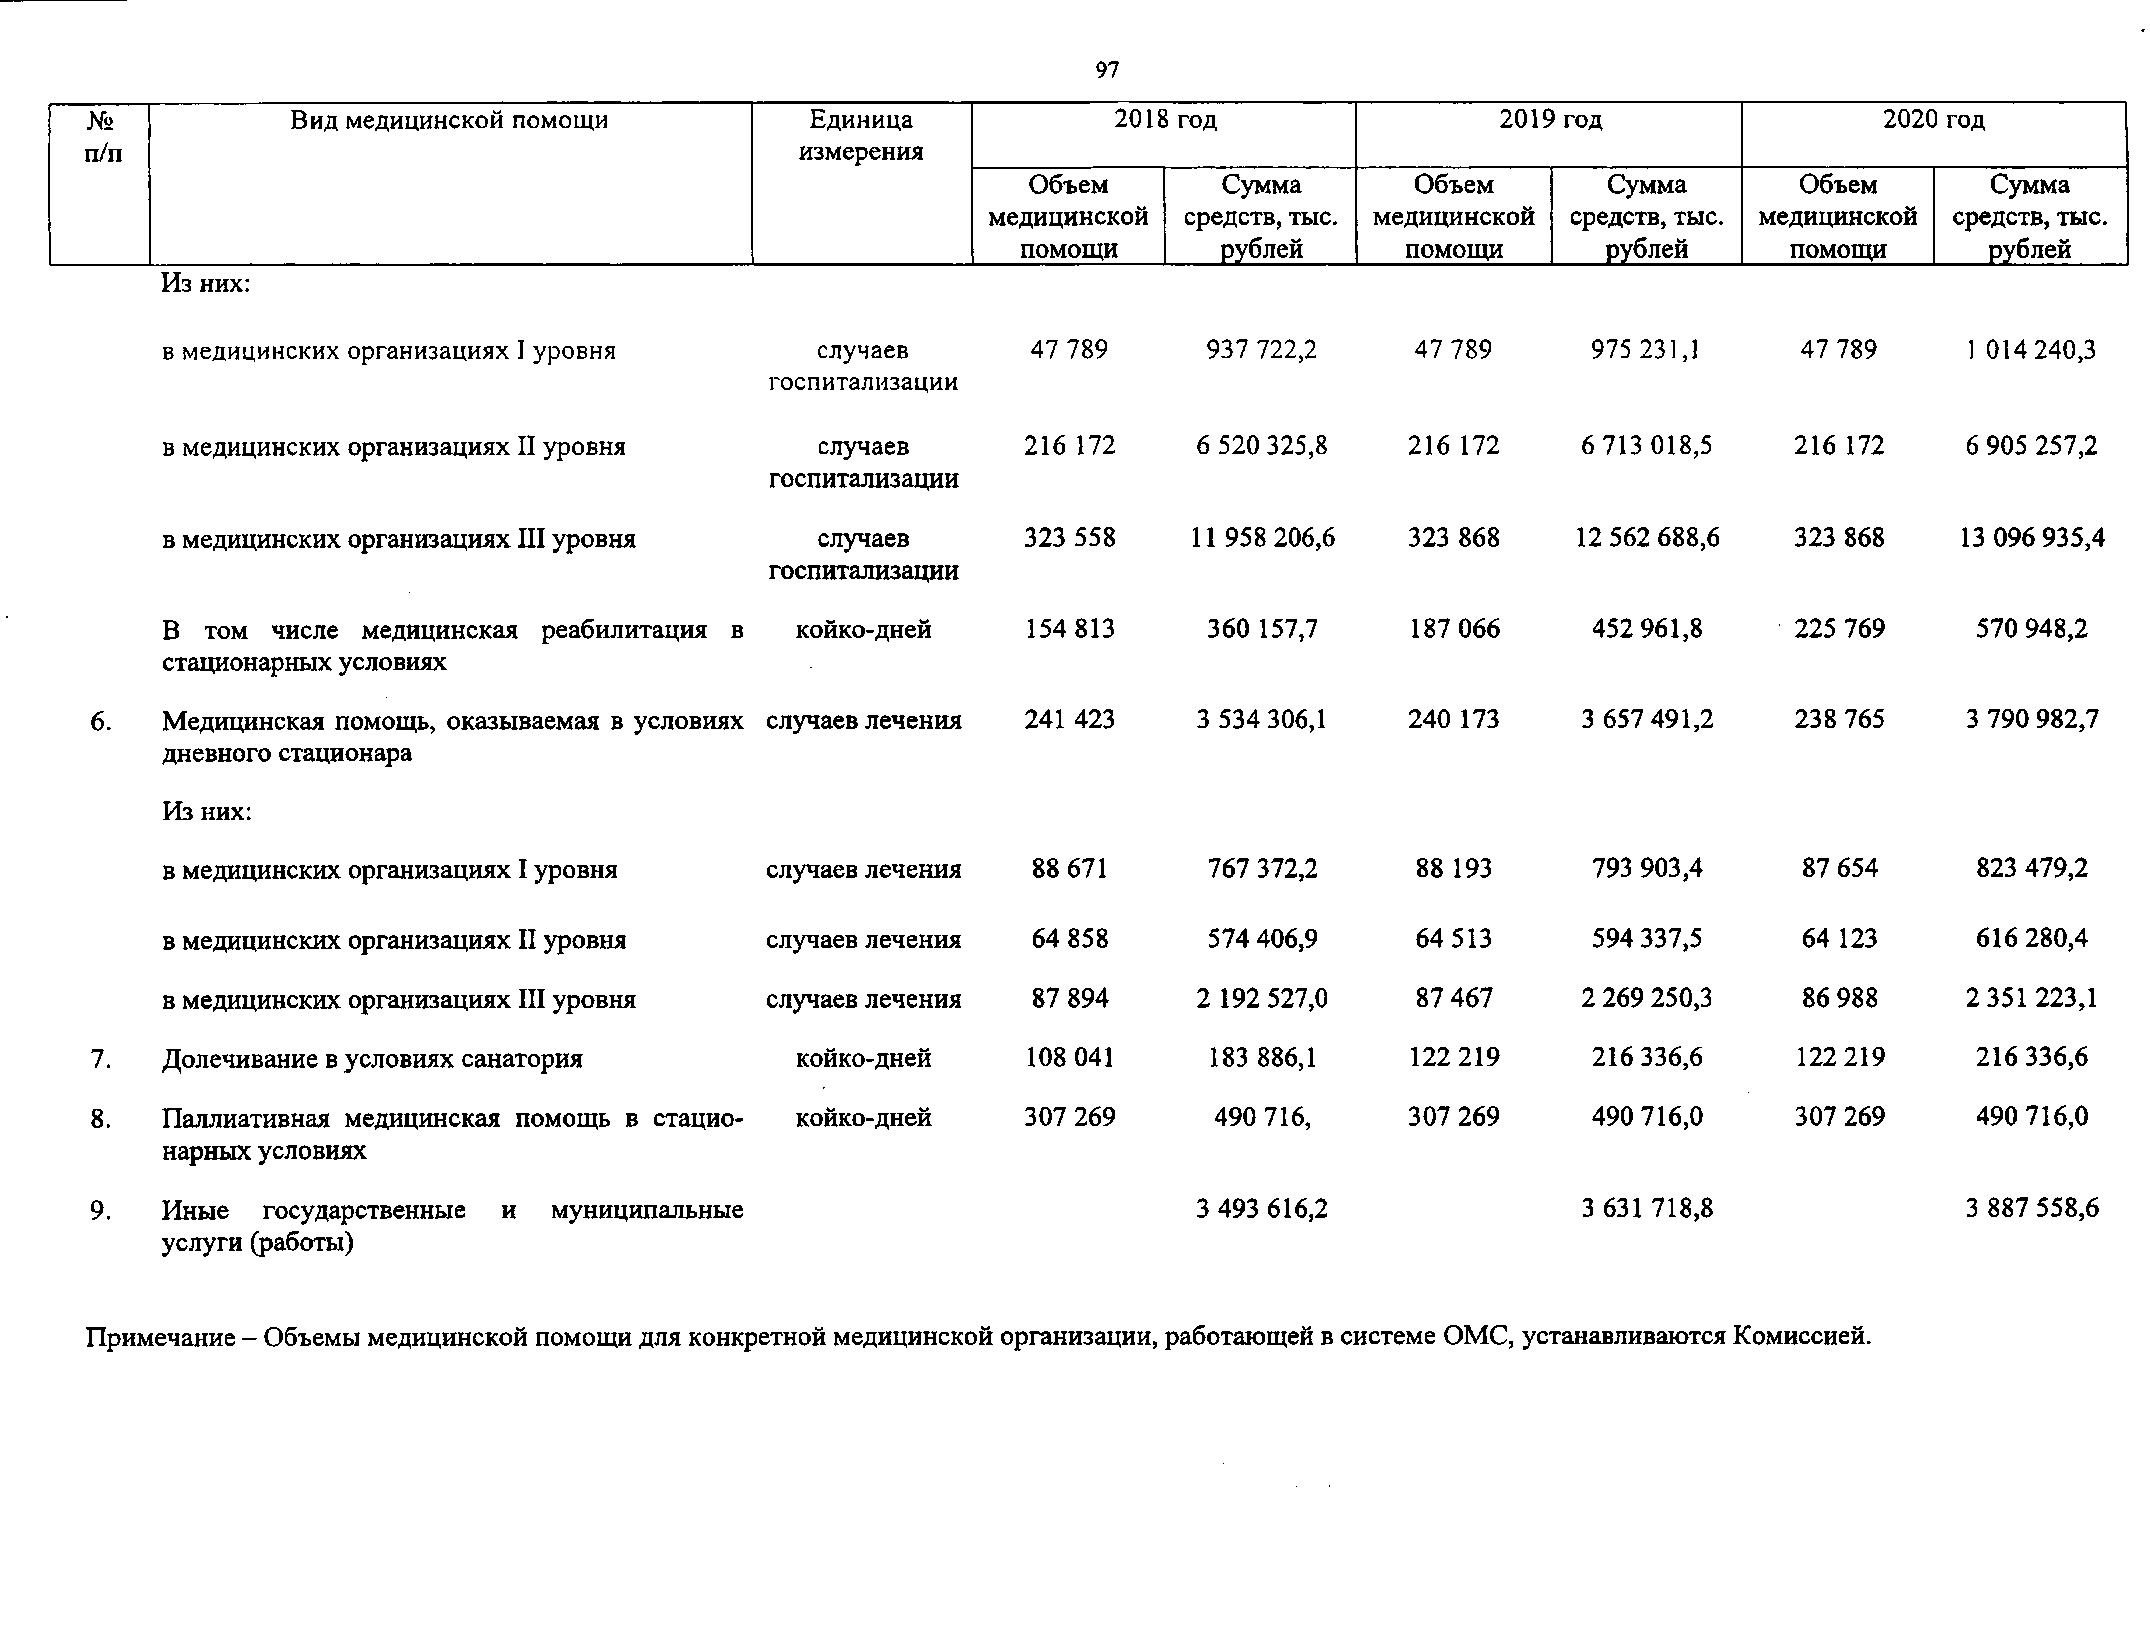 97
№ п/п Вид медицинской помощи Единица измерения 2018 год 2019 год 2020 год
Объем медицинской помощи Сумма средств, тыс. рублей Объем медицинской помощи Сумма средств, тыс. рублей Объем медицинской помощи Сумма средств, тыс. рублей
Из них:
в медицинских организациях I уровня случаев госпитализации 47 789 937 722,2 47 789 975 231,1 47 789 1 014 240,3
в медицинских организациях II уровня случаев госпитализации 216 172 6 520 325,8 216 172 6 713 018,5 216 172 6 905 257,2
в медицинских организациях III уровня случаев госпитализации 323 558 11 958 206,6 323 868 12 562 688,6 323 868 13 096 935,4
В том числе медицинская реабилитация в койко-дней 154 813 360 157,7 187 066 452 961,8 225 769 570 948,2
стационарных условиях
6. Медицинская помощь, оказываемая в условиях случаев лечения 241 423 3 534 306,1 240 173 3 657 491,2 238 765 3 790 982,7
дневного стационара
Из них:
в медицинских организациях I уровня случаев лечения 88 671 767 372,2 88 193 793 903,4 87 654 823 479,2
в медицинских организациях II уровня случаев лечения 64 858 574 406,9 64 513 594 337,5 64 123 616 280,4
в медицинских организациях III уровня случаев лечения 87 894 2 192 527,0 87 467 2 269 250,3 86 988 2 351 223,1
7. Долечивание в условиях санатория койко-дней 108 041 183 886,1 122 219 216 336,6 122 219 216 336,6
8. Паллиативная медицинская помощь в стацио- койко-дней 307 269 490 716, 307 269 490 716,0 307 269 490 716,0
нарных условиях
9. Иные государственные и муниципальные 3 493 616,2 3 631 718,8 3 887 558,6
услуги (работы)
Примечание – Объемы медицинской помощи для конкретной медицинской организации, работающей в системе ОМС, устанавливаются Комиссией.